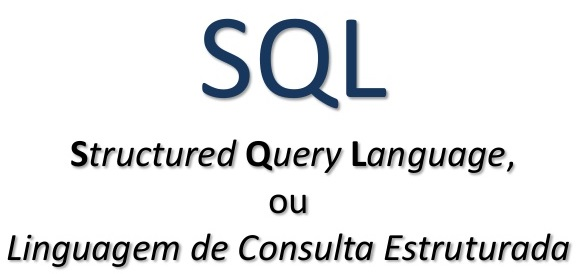 SQL
Structured Query Language,
ou
Linguagem de Consulta Estruturada